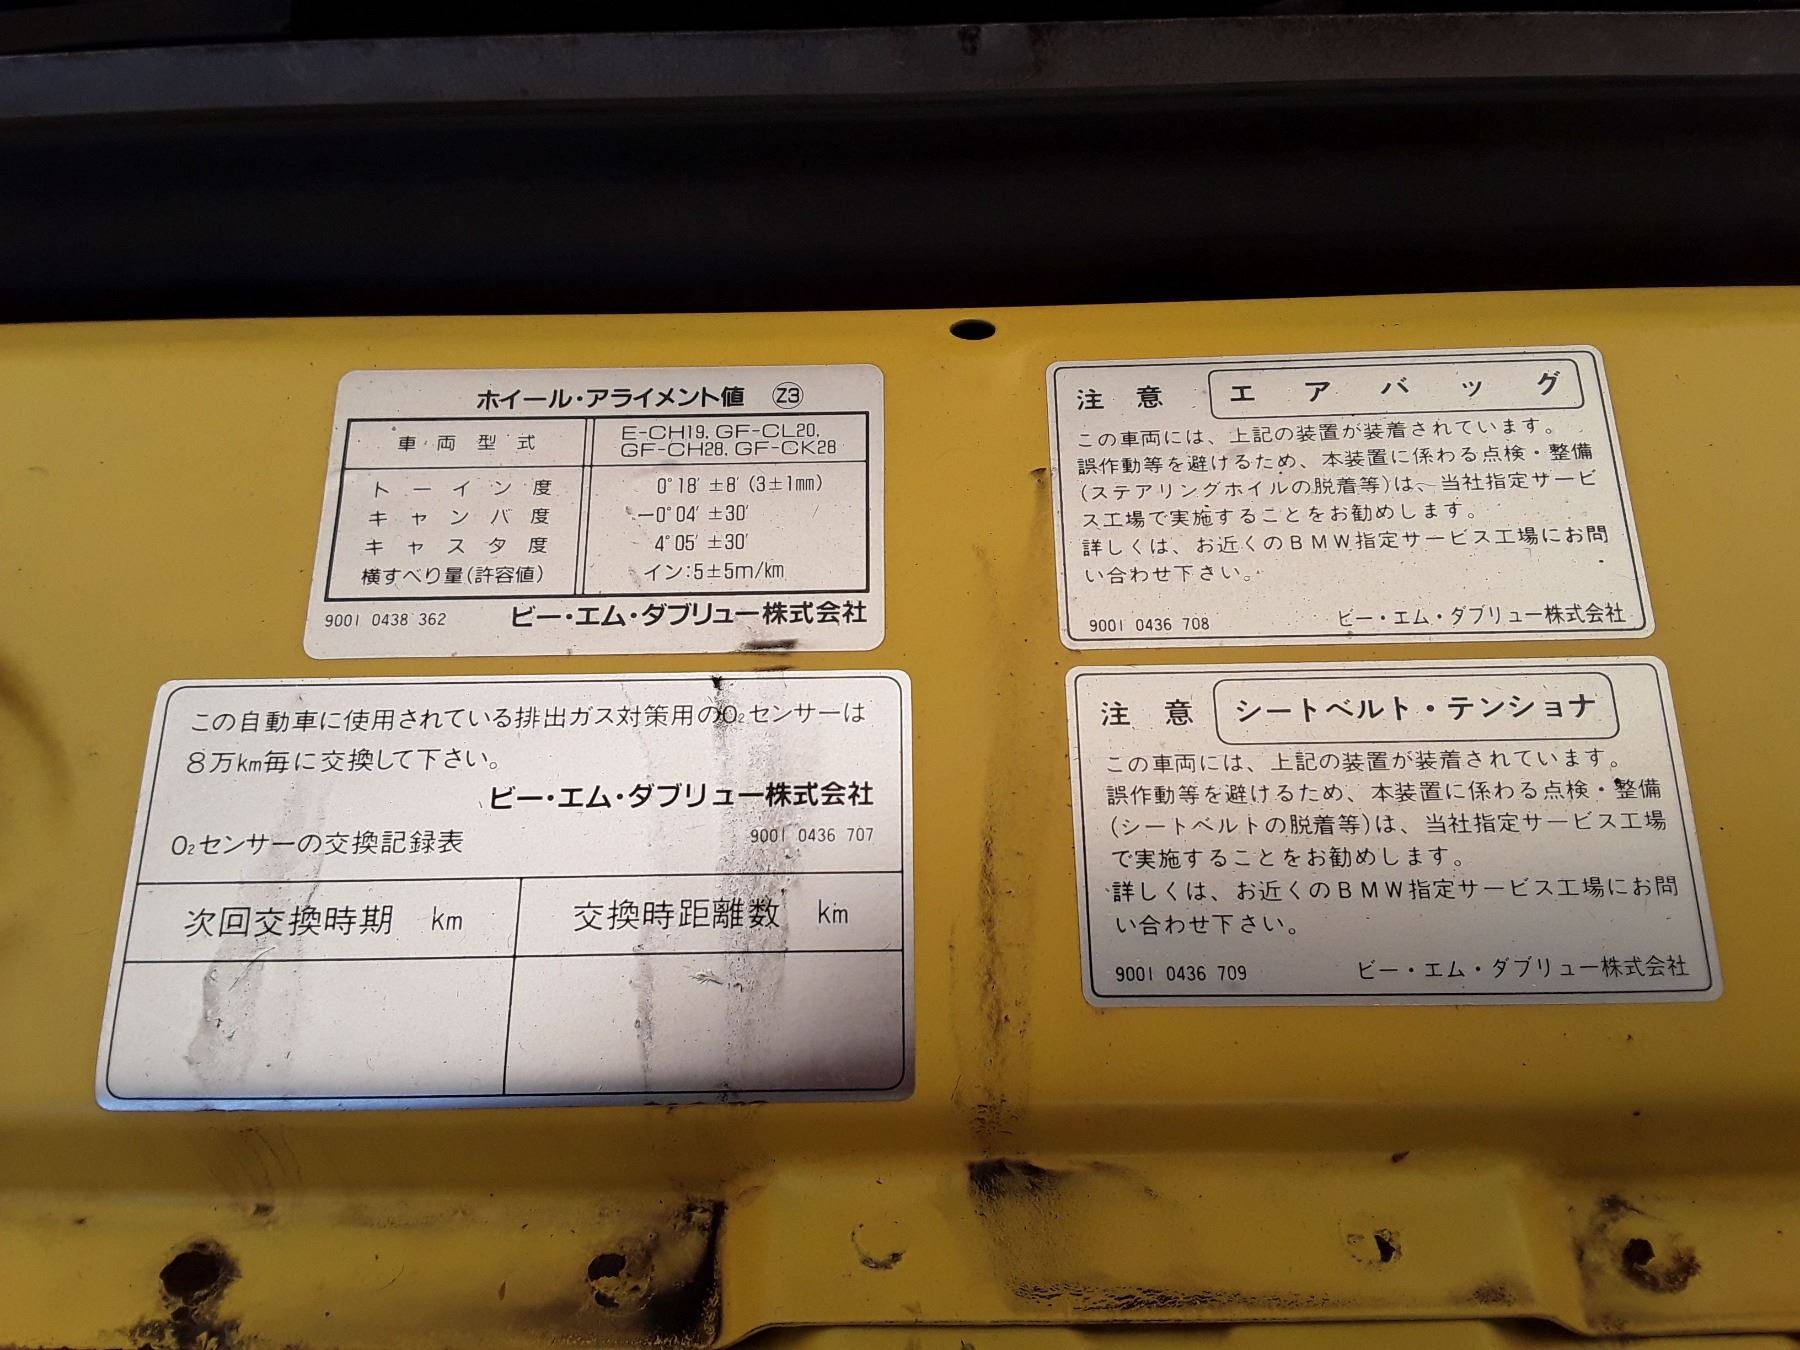 ホイール・アライメント値 Z3
車両型式 E-CH19, GF-CL20,
GF-CH28, GF-CK28
トーイン度 0°18′ ±8′ (3±1mm)
キャンバ度 −0°04′ ±30′
キャスタ度 4°05′ ±30′
横すべり量(許容値) イン:5±5m/km
9001 0438 362 ビー・エム・ダブリュー株式会社
この自動車に使用されている排出ガス対策用のO₂センサーは
8万km毎に交換して下さい。
ビー・エム・ダブリュー株式会社
9001 0436 707
O₂センサーの交換記録表
次回交換時期 km 交換時距離数 km
注意 エアバッグ
この車両には、上記の装置が装着されています。
誤作動等を避けるため、本装置に係わる点検・整備
(ステアリングホイルの脱着等)は、当社指定サービ
ス工場で実施することをお勧めします。
詳しくは、お近くのBMW指定サービス工場にお問
い合わせ下さい。
9001 0436 708 ビー・エム・ダブリュー株式会社
注意 シートベルト・テンショナ
この車両には、上記の装置が装着されています。
誤作動等を避けるため、本装置に係わる点検・整備
(シートベルトの脱着等)は、当社指定サービス工場
で実施することをお勧めします。
詳しくは、お近くのBMW指定サービス工場にお問
い合わせ下さい。
9001 0436 709 ビー・エム・ダブリュー株式会社